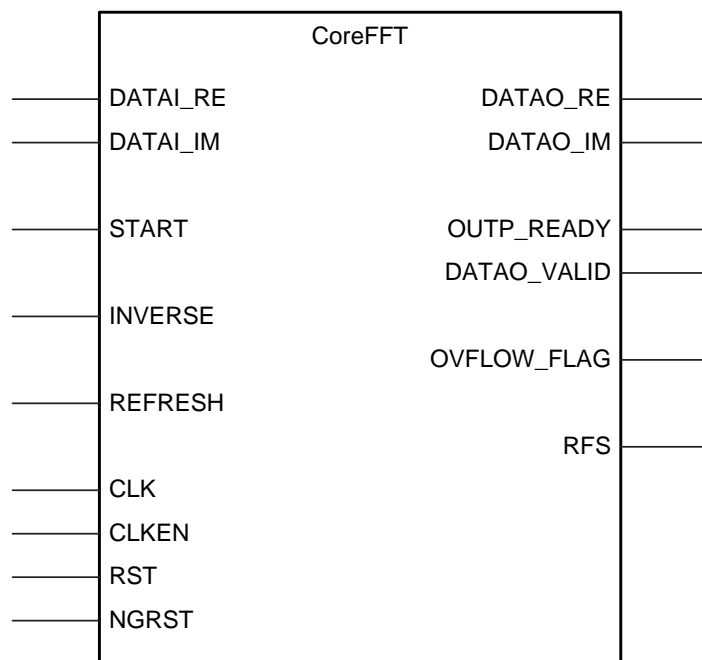 CoreFFT
DATAI_RE
DATAO_RE
DATAI_IM
DATAO_IM
START
OUTP_READY
DATAO_VALID
INVERSE
OVFLOW_FLAG
REFRESH
RFS
CLK
CLKEN
RST
NGRST